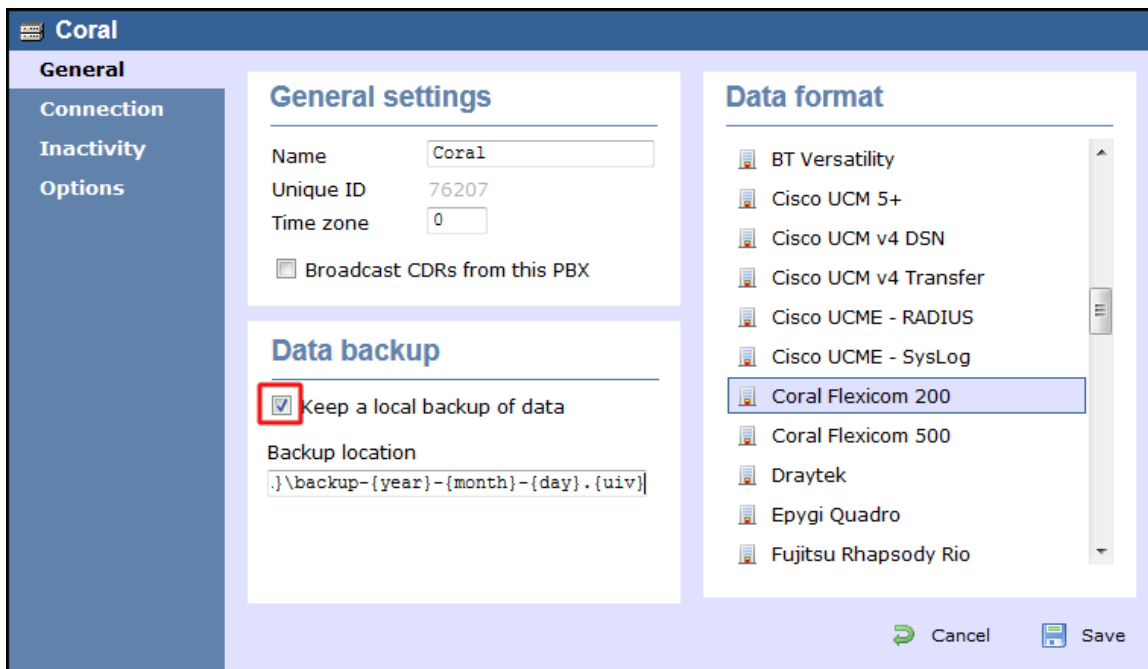 Coral
General
Connection
Inactivity
Options
General settings
Name Coral
Unique ID 76207
Time zone 0
Broadcast CDRs from this PBX
Data backup
Keep a local backup of data
Backup location
.}\backup-{year}-{month}-{day}.{uiv}
Data format
BT Versatility
Cisco UCM 5+
Cisco UCM v4 DSN
Cisco UCM v4 Transfer
Cisco UCME - RADIUS
Cisco UCME - SysLog
Coral Flexicom 200
Coral Flexicom 500
Draytek
Epygi Quadro
Fujitsu Rhapsody Rio
Cancel Save